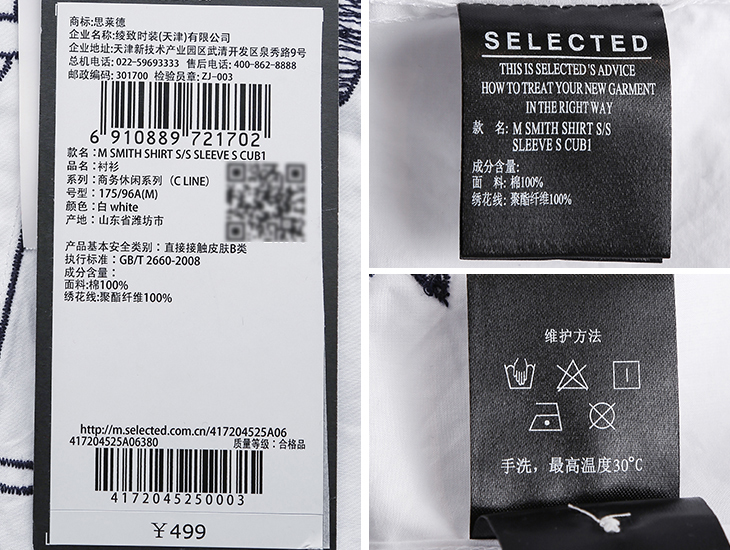 商标: 思莱德
企业名称:绫致时装(天津)有限公司
企业地址:天津新技术产业园区武清开发区泉秀路9号
总机电话: 022-59693333 售后电话: 400-862-8888
邮政编码: 301700 检验员章: ZJ-003
6 910889 721702
款名: M SMITH SHIRT S/S SLEEVE S CUB1
品名: 衬衫
系列: 商务休闲系列（C LINE）
号型: 175/96A(M)
颜色: 白 white
产地: 山东省潍坊市
产品基本安全类别: 直接接触皮肤B类
执行标准: GB/T 2660-2008
成分含量:
面料:棉100%
绣花线:聚酯纤维100%
http://m.selected.com.cn/417204525A06
417204525A06380 质量等级: 合格品
4172045250003
¥ 499
SELECTED
THIS IS SELECTED'S ADVICE
HOW TO TREAT YOUR NEW GARMENT
IN THE RIGHT WAY
款 名: M SMITH SHIRT S/S
SLEEVE S CUB1
成分含量:
面 料: 棉100%
绣花线: 聚酯纤维100%
维护方法
手洗，最高温度30°C